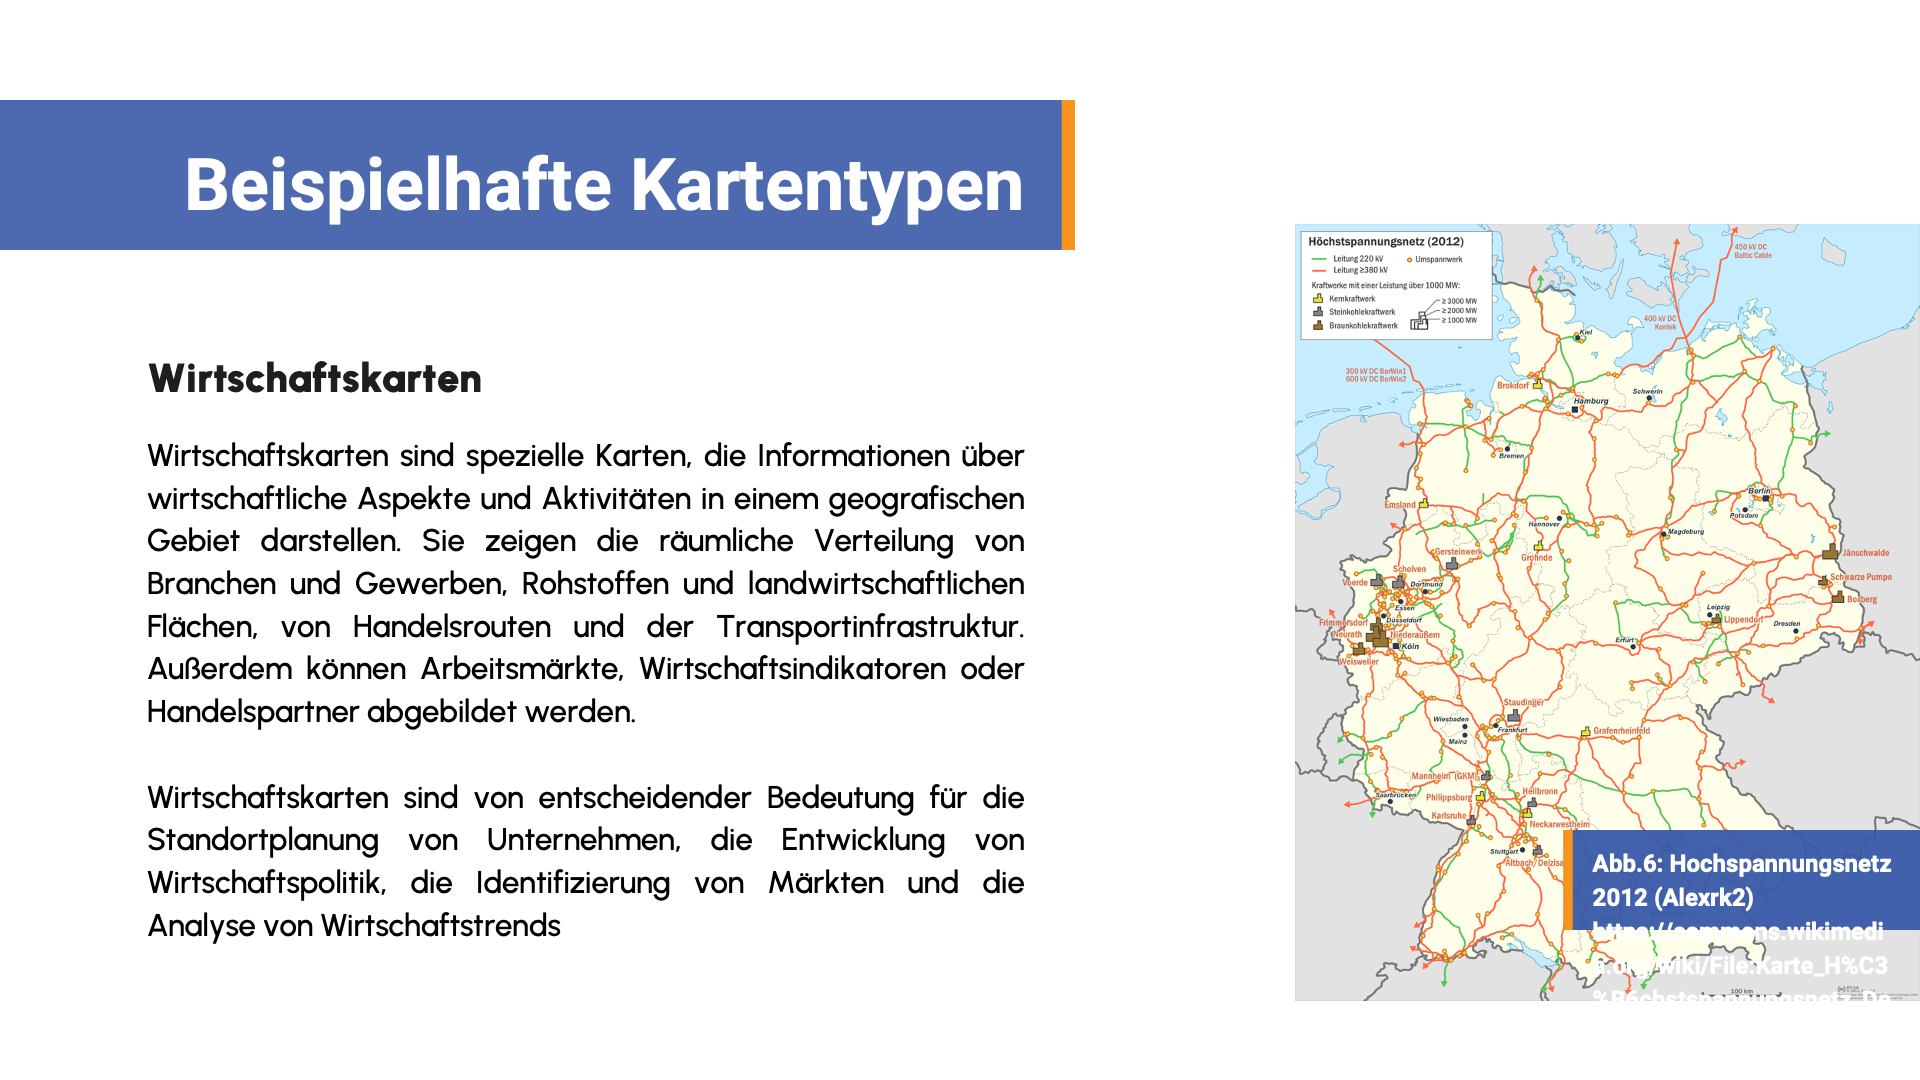 Beispielhafte Kartentypen
Wirtschaftskarten
Wirtschaftskarten sind spezielle Karten, die Informationen über
wirtschaftliche Aspekte und Aktivitäten in einem geografischen
Gebiet darstellen. Sie zeigen die räumliche Verteilung von
Branchen und Gewerben, Rohstoffen und landwirtschaftlichen
Flächen, von Handelsrouten und der Transportinfrastruktur.
Außerdem können Arbeitsmärkte, Wirtschaftsindikatoren oder
Handelspartner abgebildet werden.
Wirtschaftskarten sind von entscheidender Bedeutung für die
Standortplanung von Unternehmen, die Entwicklung von
Wirtschaftspolitik, die Identifizierung von Märkten und die
Analyse von Wirtschaftstrends
Höchstspannungsnetz (2012)
Leitung 220 kV
Umspannwerk
Leitung ≥380 kV
Kraftwerke mit einer Leistung über 1000 MW:
Kernkraftwerk
Steinkohlekraftwerk
Braunkohlekraftwerk
≥ 3000 MW
≥ 2000 MW
≥ 1000 MW
450 kV DC
Baltic Cable
400 kV DC
Kontek
300 kV DC BorWin1
600 kV DC BorWin2
Kiel
Brokdorf
Hamburg
Schwerin
Bremen
Emsland
Berlin
Potsdam
Hannover
Magdeburg
Gersteinwerk
Grohnde
Jänschwalde
Scholven
Schwarze Pumpe
Voerde
Dortmund
Boxberg
Essen
Leipzig
Frimmersdorf
Düsseldorf
Lippendorf
Dresden
Neurath
Niederaußem
Erfurt
Köln
Weisweiler
Staudinger
Wiesbaden
Frankfurt
Grafenrheinfeld
Mainz
Mannheim (GKM)
Saarbrücken
Philippsburg
Heilbronn
Karlsruhe
Neckarwestheim
Stuttgart
Altbach/Deizisa
Abb.6: Hochspannungsnetz
2012 (Alexrk2)
https://commons.wikimedi
a.org/wiki/File:Karte_H%C3
%B6chstspannungsnetz_De
100 km